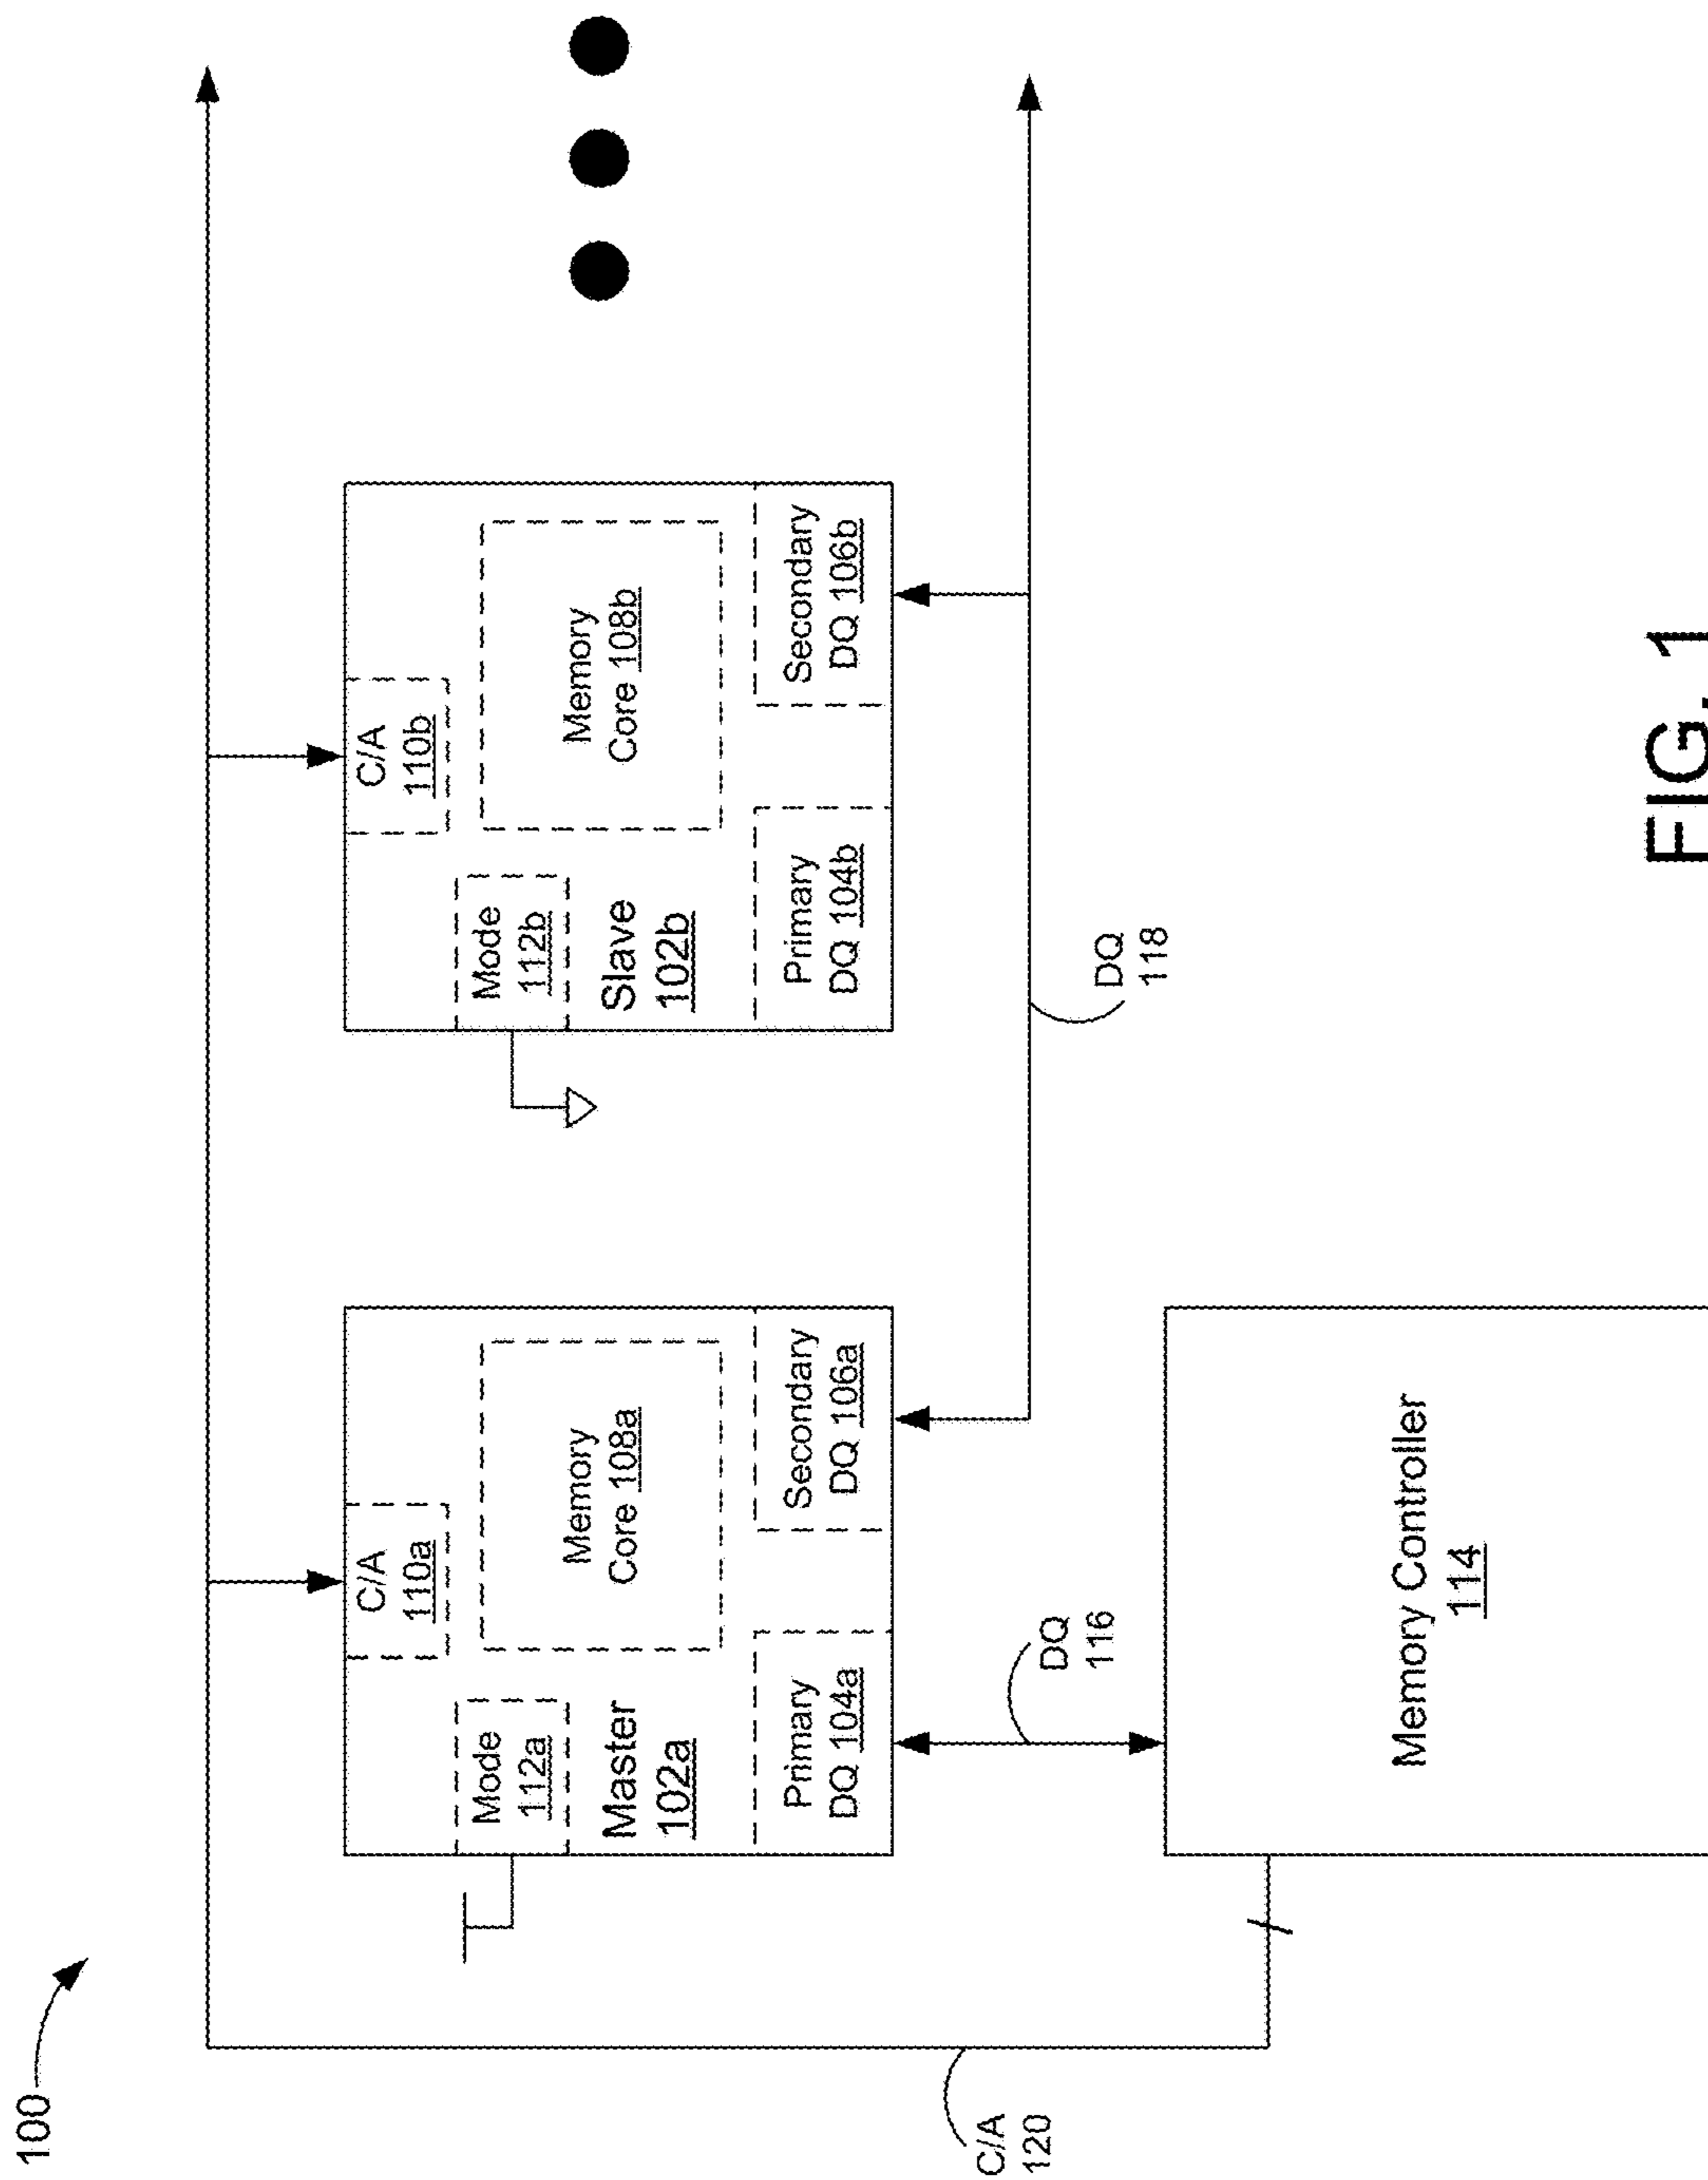 100
C/A
110a
C/A
110b
Mode
112a
Memory
Core 108a
Master
102a
Primary
DQ 104a
Secondary
DQ 106a
Mode
112b
Memory
Core 108b
Slave
102b
Primary
DQ 104b
Secondary
DQ 106b
C/A
120
DQ
116
DQ
118
Memory Controller
114
FIG. 1